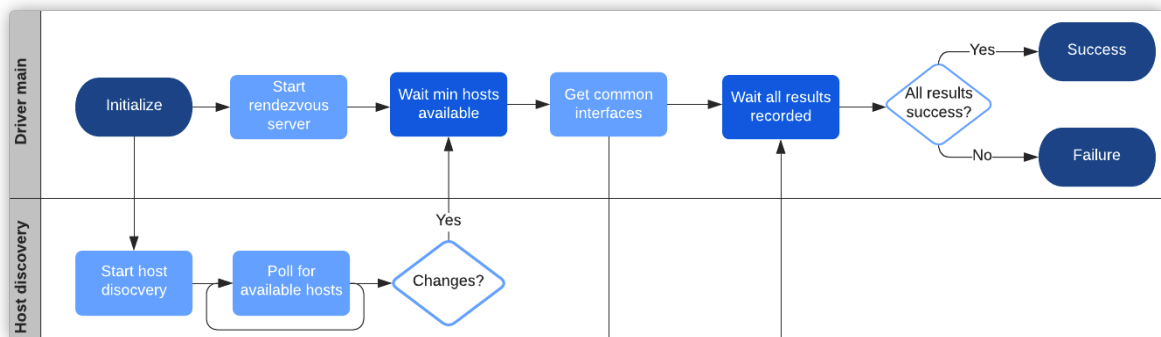 Driver main
Initialize
Start
rendezvous
server
Wait min hosts
available
Get common
interfaces
Wait all results
recorded
All results
success?
Yes
Success
No
Failure
Host discovery
Start host
disocvery
Poll for
available hosts
Changes?
Yes